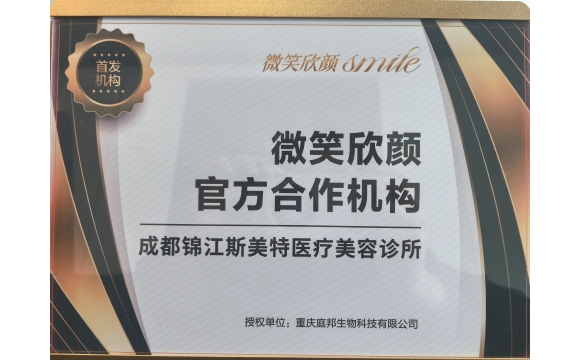 首发
机构
微笑欣颜 smile
微笑欣颜
官方合作机构
成都锦江斯美特医疗美容诊所
授权单位：重庆庭邦生物科技有限公司